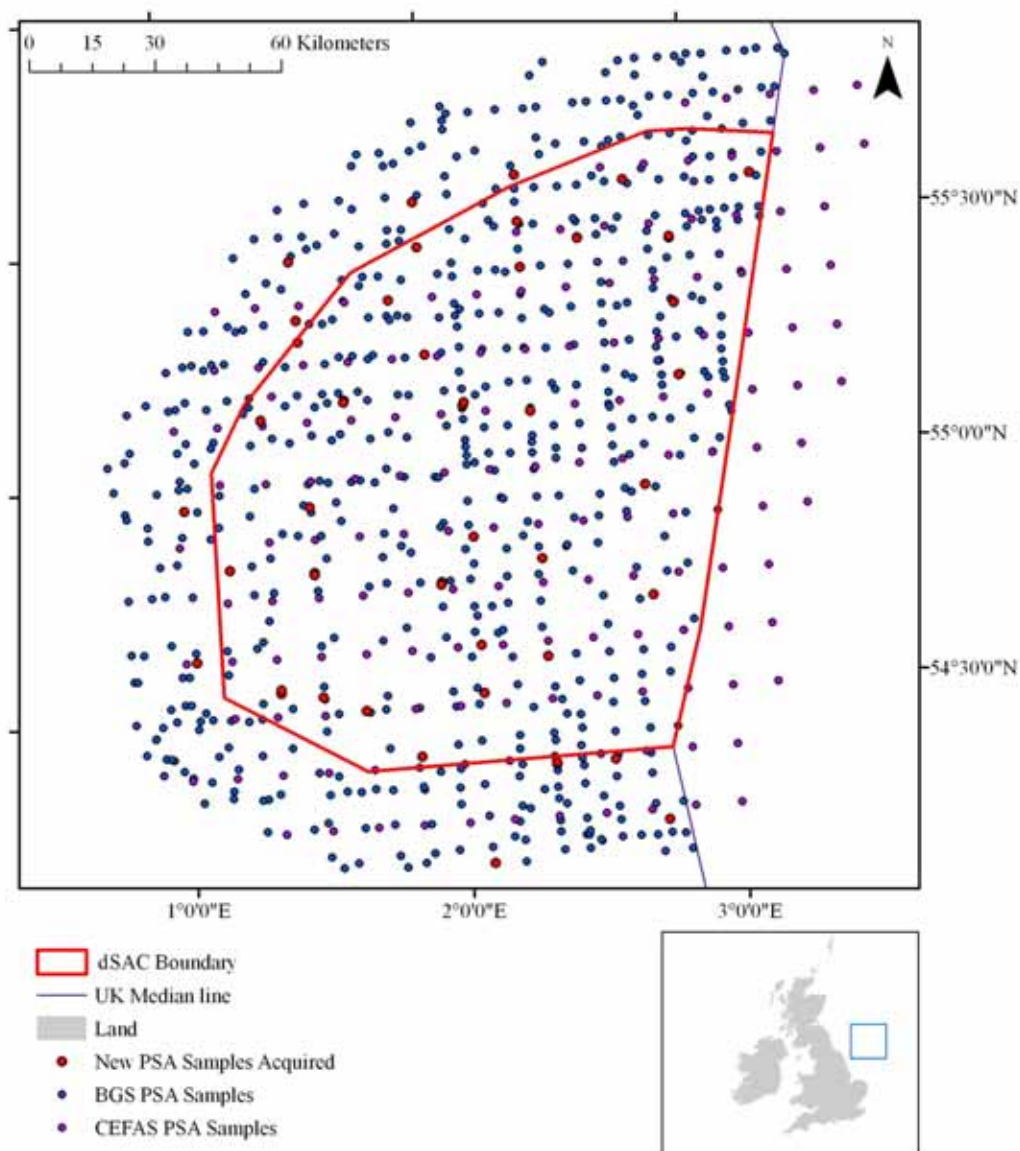 0 15 30 60 Kilometers
N
55°30'0"N
55°0'0"N
54°30'0"N
1°0'0"E 2°0'0"E 3°0'0"E
dSAC Boundary
UK Median line
Land
New PSA Samples Acquired
BGS PSA Samples
CEFAS PSA Samples